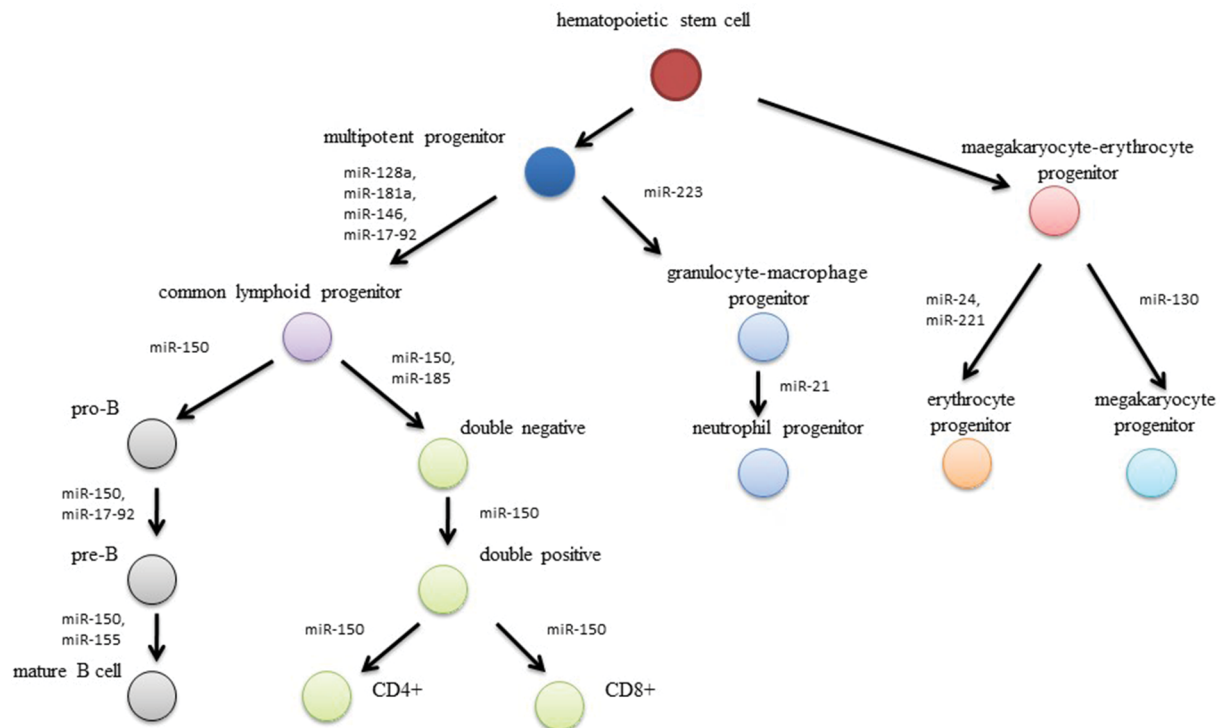 hematopoietic stem cell
multipotent progenitor
miR-128a,
miR-181a,
miR-146,
miR-17-92
miR-223
maegakaryocyte-erythrocyte
progenitor
common lymphoid progenitor
granulocyte-macrophage
progenitor
miR-24,
miR-221
miR-130
miR-150
miR-150,
miR-185
miR-21
pro-B
double negative
neutrophil progenitor
erythrocyte
progenitor
megakaryocyte
progenitor
miR-150,
miR-17-92
miR-150
pre-B
double positive
miR-150,
miR-155
miR-150
miR-150
mature B cell
CD4+
CD8+